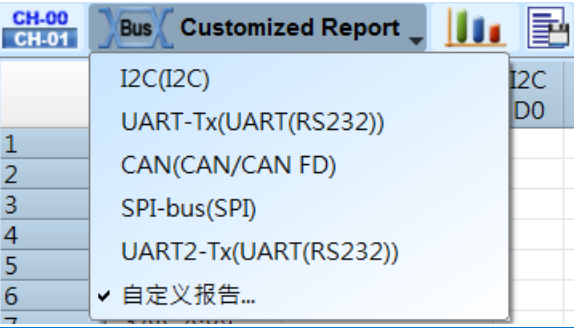 CH-00
CH-01
Bus Customized Report
I2C(I2C)
UART-Tx(UART(RS232))
CAN(CAN/CAN FD)
SPI-bus(SPI)
UART2-Tx(UART(RS232))
自定义报告...
I2C
D0
1
2
3
4
5
6
7